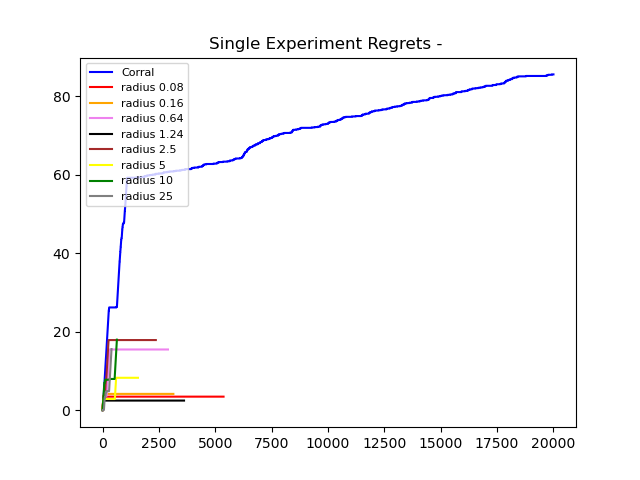 Single Experiment Regrets -
Corral
radius 0.08
radius 0.16
radius 0.64
radius 1.24
radius 2.5
radius 5
radius 10
radius 25
80
60
40
20
0
0 2500 5000 7500 10000 12500 15000 17500 20000